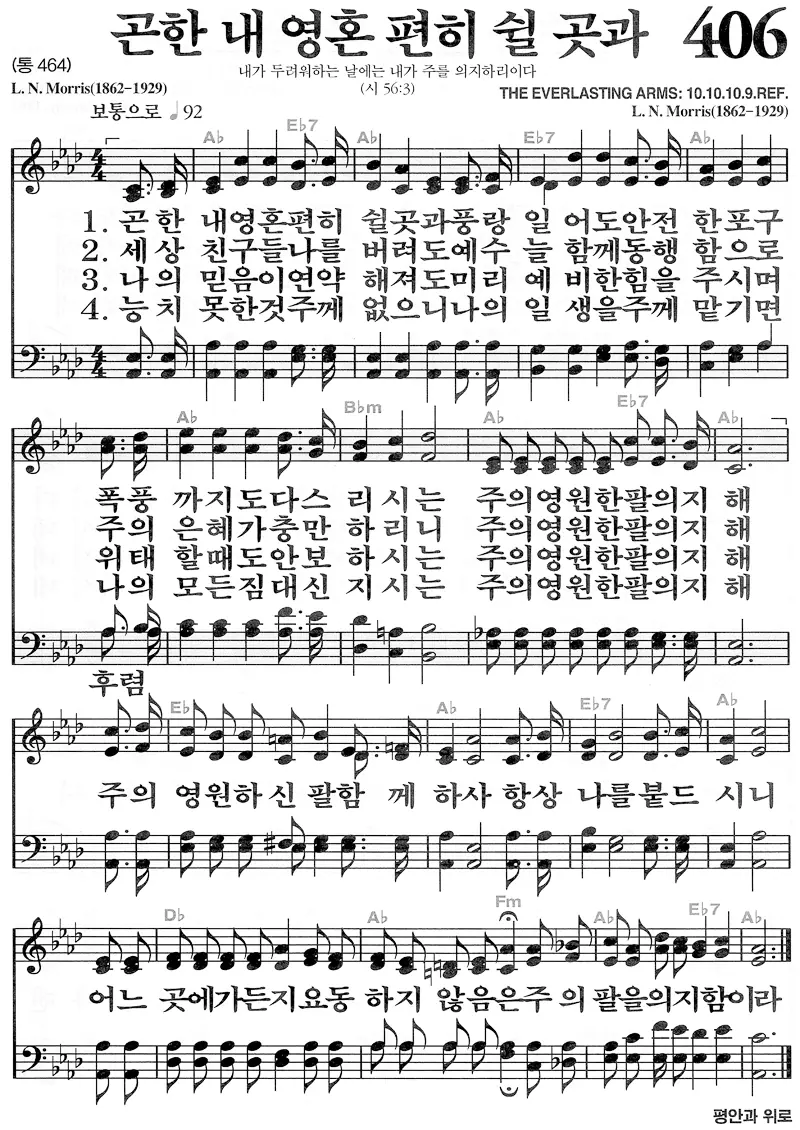 곤한 내 영혼 편히 쉴 곳과 406
(통 464)
내가 두려워하는 날에는 내가 주를 의지하리이다
L. N. Morris(1862-1929)
(시 56:3)
THE EVERLASTING ARMS: 10.10.10.9.REF.
보통으로 ♩92
L. N. Morris(1862-1929)
A♭ E♭7 A♭ E♭7 A♭
1. 곤 한 내영혼편히 쉴곳과풍랑 일 어도안전 한포구
2. 세 상 친구들나를 버려도예수 늘 함께동행 함으로
3. 나 의 믿음이연약 해져도미리 예 비한힘을 주시며
4. 능 치 못한것주께 없으니나의 일 생을주께 맡기면
A♭ B♭m A♭ E♭7 A♭
폭풍 까지도다스 리시는 주의영원한팔의지 해
주의 은혜가충만 하리니 주의영원한팔의지 해
위태 할때도안보 하시는 주의영원한팔의지 해
나의 모든짐대신 지시는 주의영원한팔의지 해
후렴
E♭ A♭ E♭7 A♭
주의 영원하신 팔함 께 하사 항상 나를붙드 시니
D♭ A♭ Fm A♭ E♭7 A♭
어느 곳에가든지요동 하지 않음은주 의 팔을의지함이라
평안과 위로